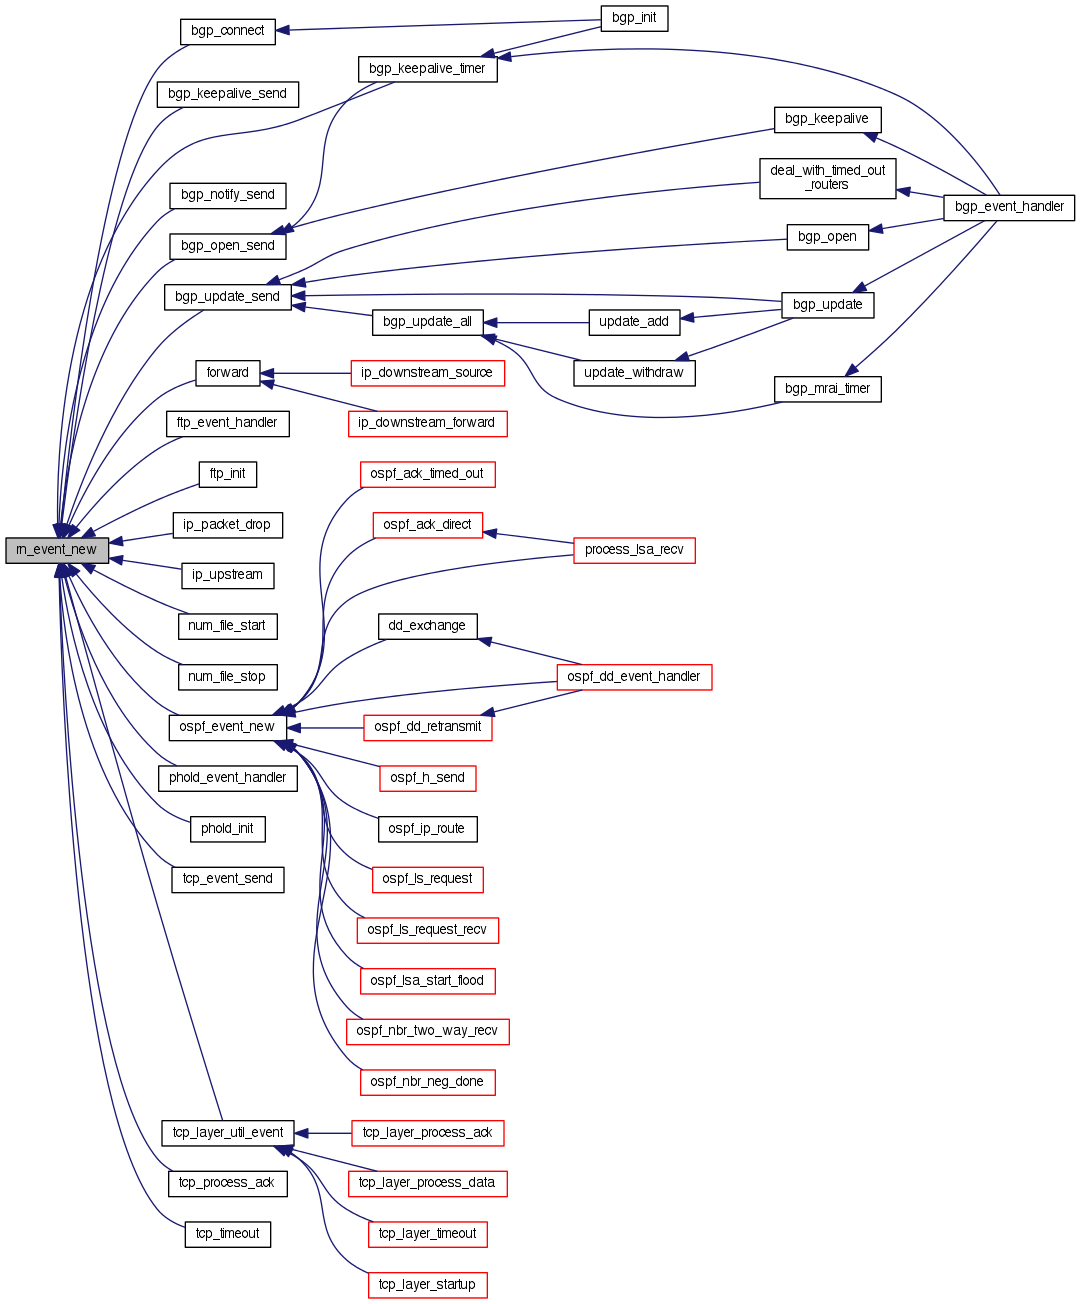 bgp_connect
bgp_init
bgp_keepalive_timer
bgp_keepalive_send
bgp_keepalive
deal_with_timed_out
_routers
bgp_notify_send
bgp_event_handler
bgp_open_send
bgp_open
bgp_update_send
bgp_update
bgp_update_all
update_add
forward
ip_downstream_source
update_withdraw
bgp_mrai_timer
ftp_event_handler
ip_downstream_forward
ftp_init
ospf_ack_timed_out
ip_packet_drop
ospf_ack_direct
rn_event_new
process_lsa_recv
ip_upstream
num_file_start
dd_exchange
num_file_stop
ospf_dd_event_handler
ospf_event_new
ospf_dd_retransmit
phold_event_handler
ospf_h_send
phold_init
ospf_ip_route
tcp_event_send
ospf_ls_request
ospf_ls_request_recv
ospf_lsa_start_flood
ospf_nbr_two_way_recv
ospf_nbr_neg_done
tcp_layer_util_event
tcp_layer_process_ack
tcp_process_ack
tcp_layer_process_data
tcp_timeout
tcp_layer_timeout
tcp_layer_startup